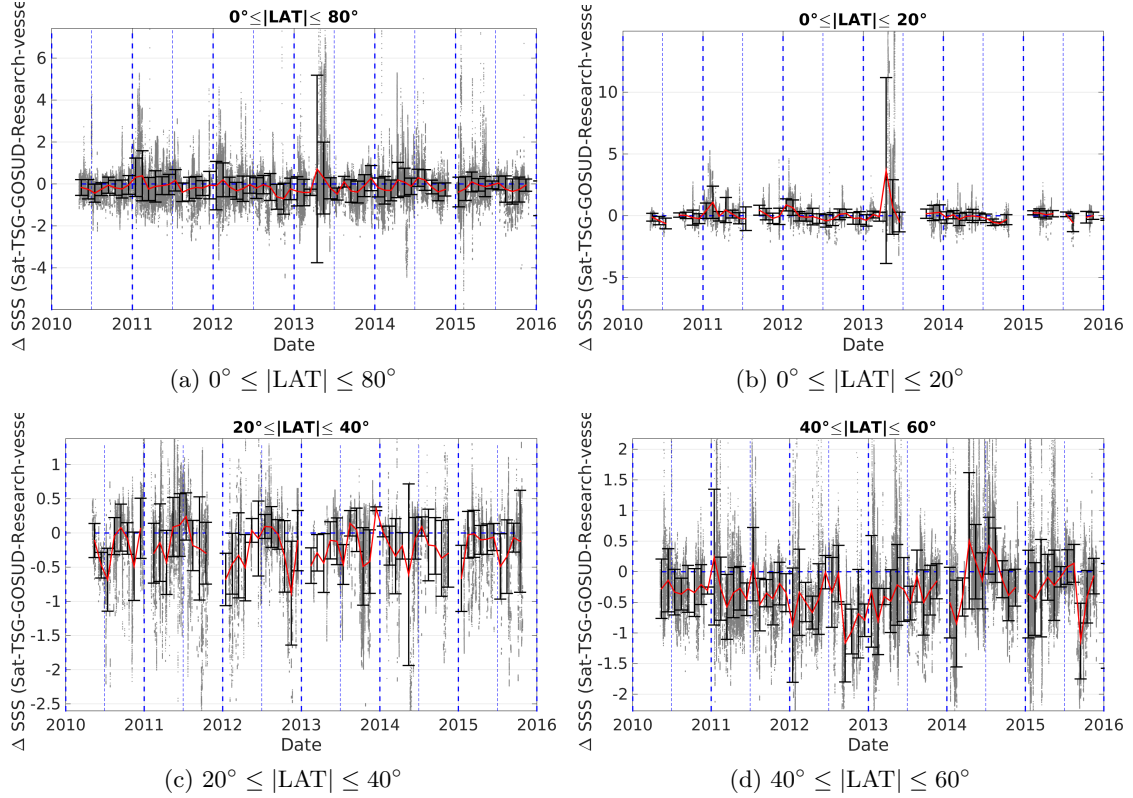 0°≤|LAT|≤ 80°
Δ SSS (Sat-TSG-GOSUD-Research-vesse
6
4
2
0
-2
-4
2010 2011 2012 2013 2014 2015 2016
Date
(a) 0° ≤ |LAT| ≤ 80°
0°≤|LAT|≤ 20°
Δ SSS (Sat-TSG-GOSUD-Research-vesse
10
5
0
-5
2010 2011 2012 2013 2014 2015 2016
Date
(b) 0° ≤ |LAT| ≤ 20°
20°≤|LAT|≤ 40°
Δ SSS (Sat-TSG-GOSUD-Research-vesse
1
0.5
0
-0.5
-1
-1.5
-2
-2.5
2010 2011 2012 2013 2014 2015 2016
Date
(c) 20° ≤ |LAT| ≤ 40°
40°≤|LAT|≤ 60°
Δ SSS (Sat-TSG-GOSUD-Research-vesse
2
1.5
1
0.5
0
-0.5
-1
-1.5
-2
2010 2011 2012 2013 2014 2015 2016
Date
(d) 40° ≤ |LAT| ≤ 60°